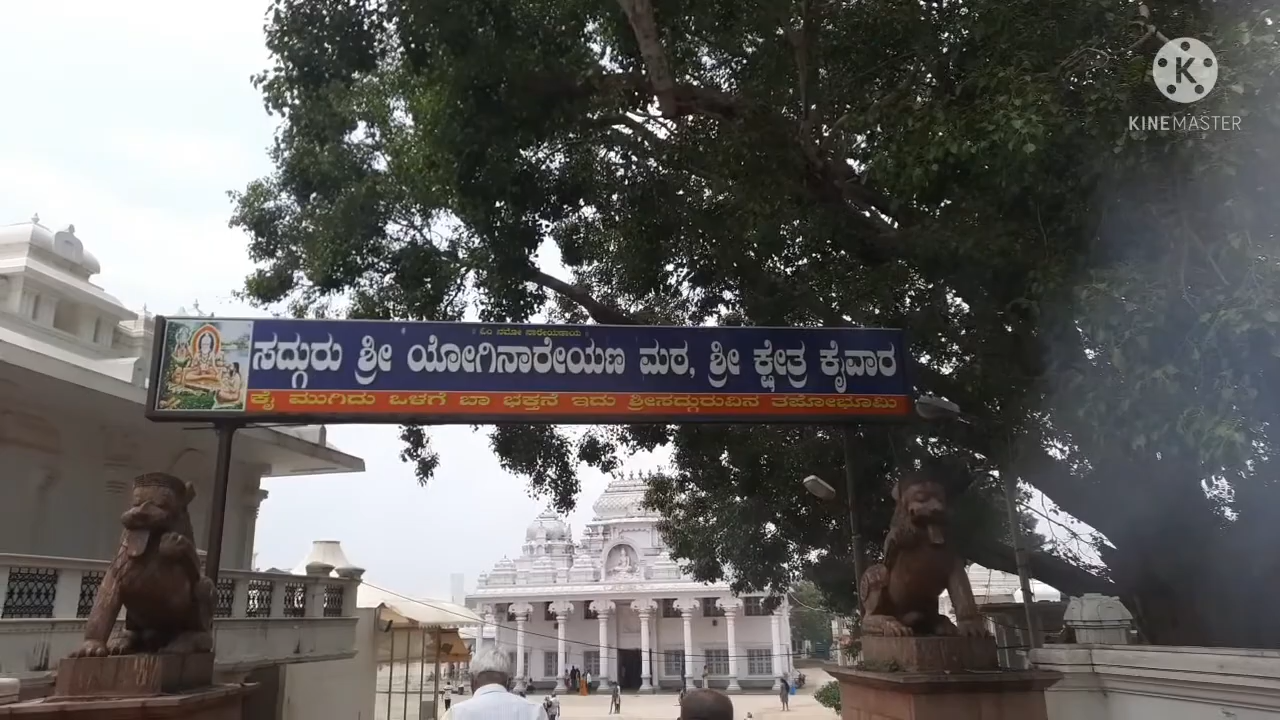 ॥ ಓಂ ನಮೋ ನಾರೇಯಣಾಯ ॥
ಸದ್ಗುರು ಶ್ರೀ ಯೋಗಿನಾರೇಯಣ ಮಠ, ಶ್ರೀ ಕ್ಷೇತ್ರ ಕೈವಾರ
ಕೈ ಮುಗಿದು ಒಳಗೆ ಬಾ ಭಕ್ತನೆ ಇದು ಶ್ರೀಸದ್ಗುರುವಿನ ತಪೋಭೂಮಿ
K
KINEMASTER